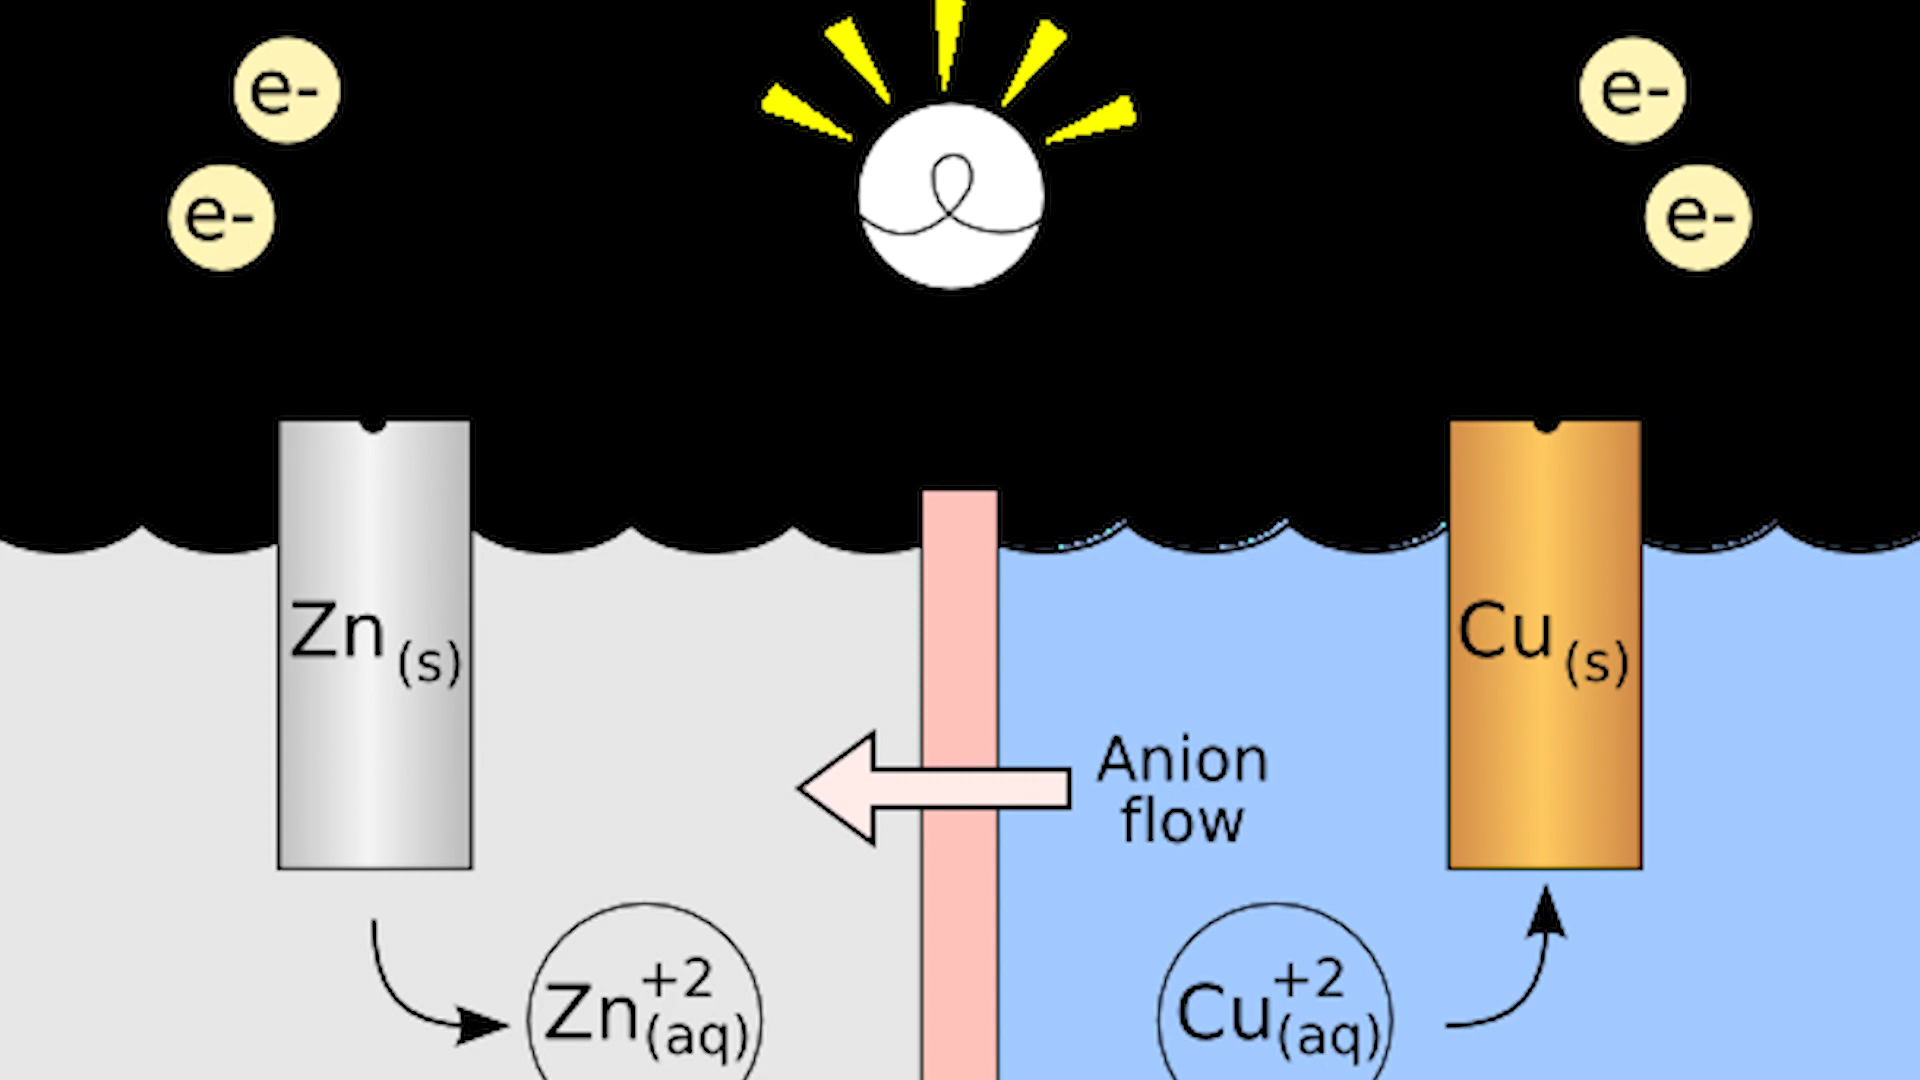 e-
e-
e-
e-
Zn (s)
Cu (s)
Anion
flow
Zn+2(aq)
Cu+2(aq)